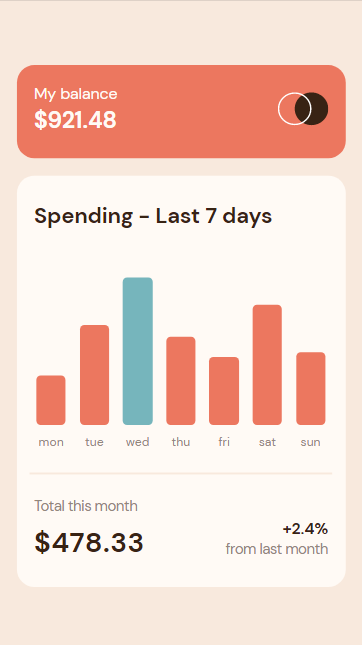 My balance
$921.48
Spending - Last 7 days
mon tue wed thu fri sat sun
Total this month
$478.33
+2.4%
from last month